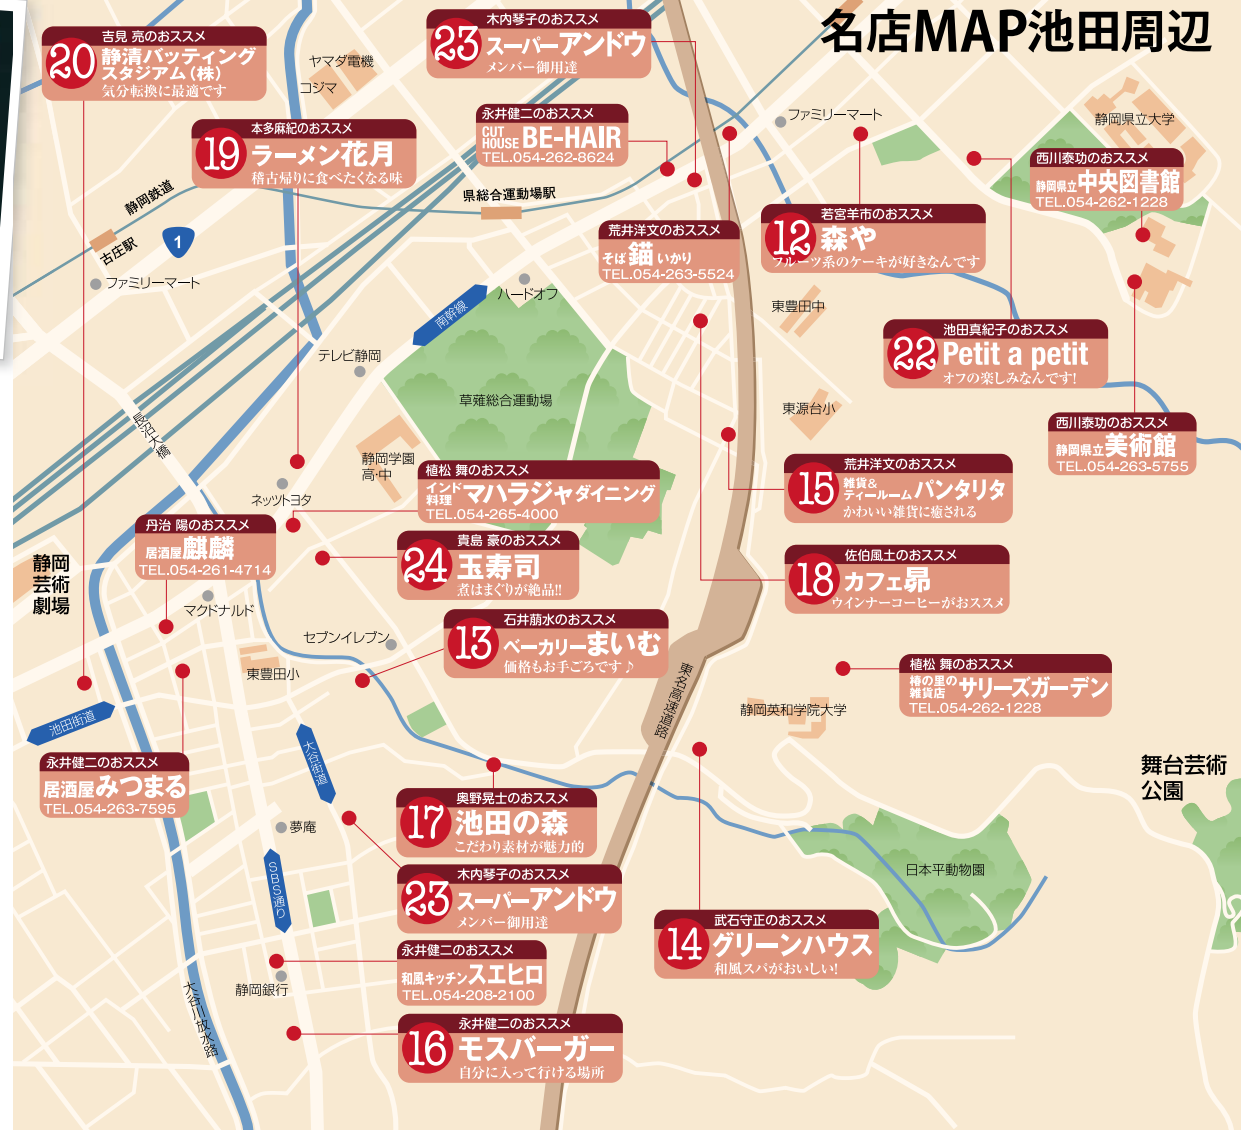 名店MAP池田周辺
吉見 亮のおススメ
20
静清バッティング
スタジアム(株)
気分転換に最適です
ヤマダ電機
コジマ
木内琴子のおススメ
23
スーパーアンドウ
メンバー御用達
永井健二のおススメ
CUT HOUSE BE-HAIR
TEL.054-262-8624
本多麻紀のおススメ
19
ラーメン花月
稽古帰りに食べたくなる味
ファミリーマート
静岡県立大学
西川泰功のおススメ
静岡県立中央図書館
TEL.054-262-1228
静岡鉄道
県総合運動場駅
古庄駅
1
ファミリーマート
荒井洋文のおススメ
そば 錨 いかり
TEL.054-263-5524
若宮羊市のおススメ
12
森や
フルーツ系のケーキが好きなんです
ハードオフ
南幹線
東豊田中
池田真紀子のおススメ
22
Petit a petit
オフの楽しみなんです!
テレビ静岡
草薙総合運動場
東源台小
長沼大橋
西川泰功のおススメ
静岡県立美術館
TEL.054-263-5755
静岡学園
高・中
植松 舞のおススメ
インド料理 マハラジャダイニング
TEL.054-265-4000
荒井洋文のおススメ
15
雑貨&
ティールーム パンタリタ
かわいい雑貨に癒される
ネッツトヨタ
丹治 陽のおススメ
居酒屋麒麟
TEL.054-261-4714
貴島 豪のおススメ
24
玉寿司
煮はまぐりが絶品!!
佐伯風土のおススメ
18
カフェ昴
ウインナーコーヒーがおススメ
静岡
芸術
劇場
マクドナルド
石井萠水のおススメ
13
ベーカリーまいむ
価格もお手ごろです♪
セブンイレブン
東豊田小
東名高速道路
植松 舞のおススメ
椿の里の
雑貨店 サリーズガーデン
TEL.054-262-1228
静岡英和学院大学
池田街道
大谷街道
永井健二のおススメ
居酒屋みつまる
TEL.054-263-7595
舞台芸術
公園
奥野晃士のおススメ
17
池田の森
こだわり素材が魅力的
夢庵
SBS通り
日本平動物園
木内琴子のおススメ
23
スーパーアンドウ
メンバー御用達
武石守正のおススメ
14
グリーンハウス
和風スパがおいしい!
永井健二のおススメ
和風キッチンスエヒロ
TEL.054-208-2100
静岡銀行
大谷川放水路
永井健二のおススメ
16
モスバーガー
自分に入って行ける場所